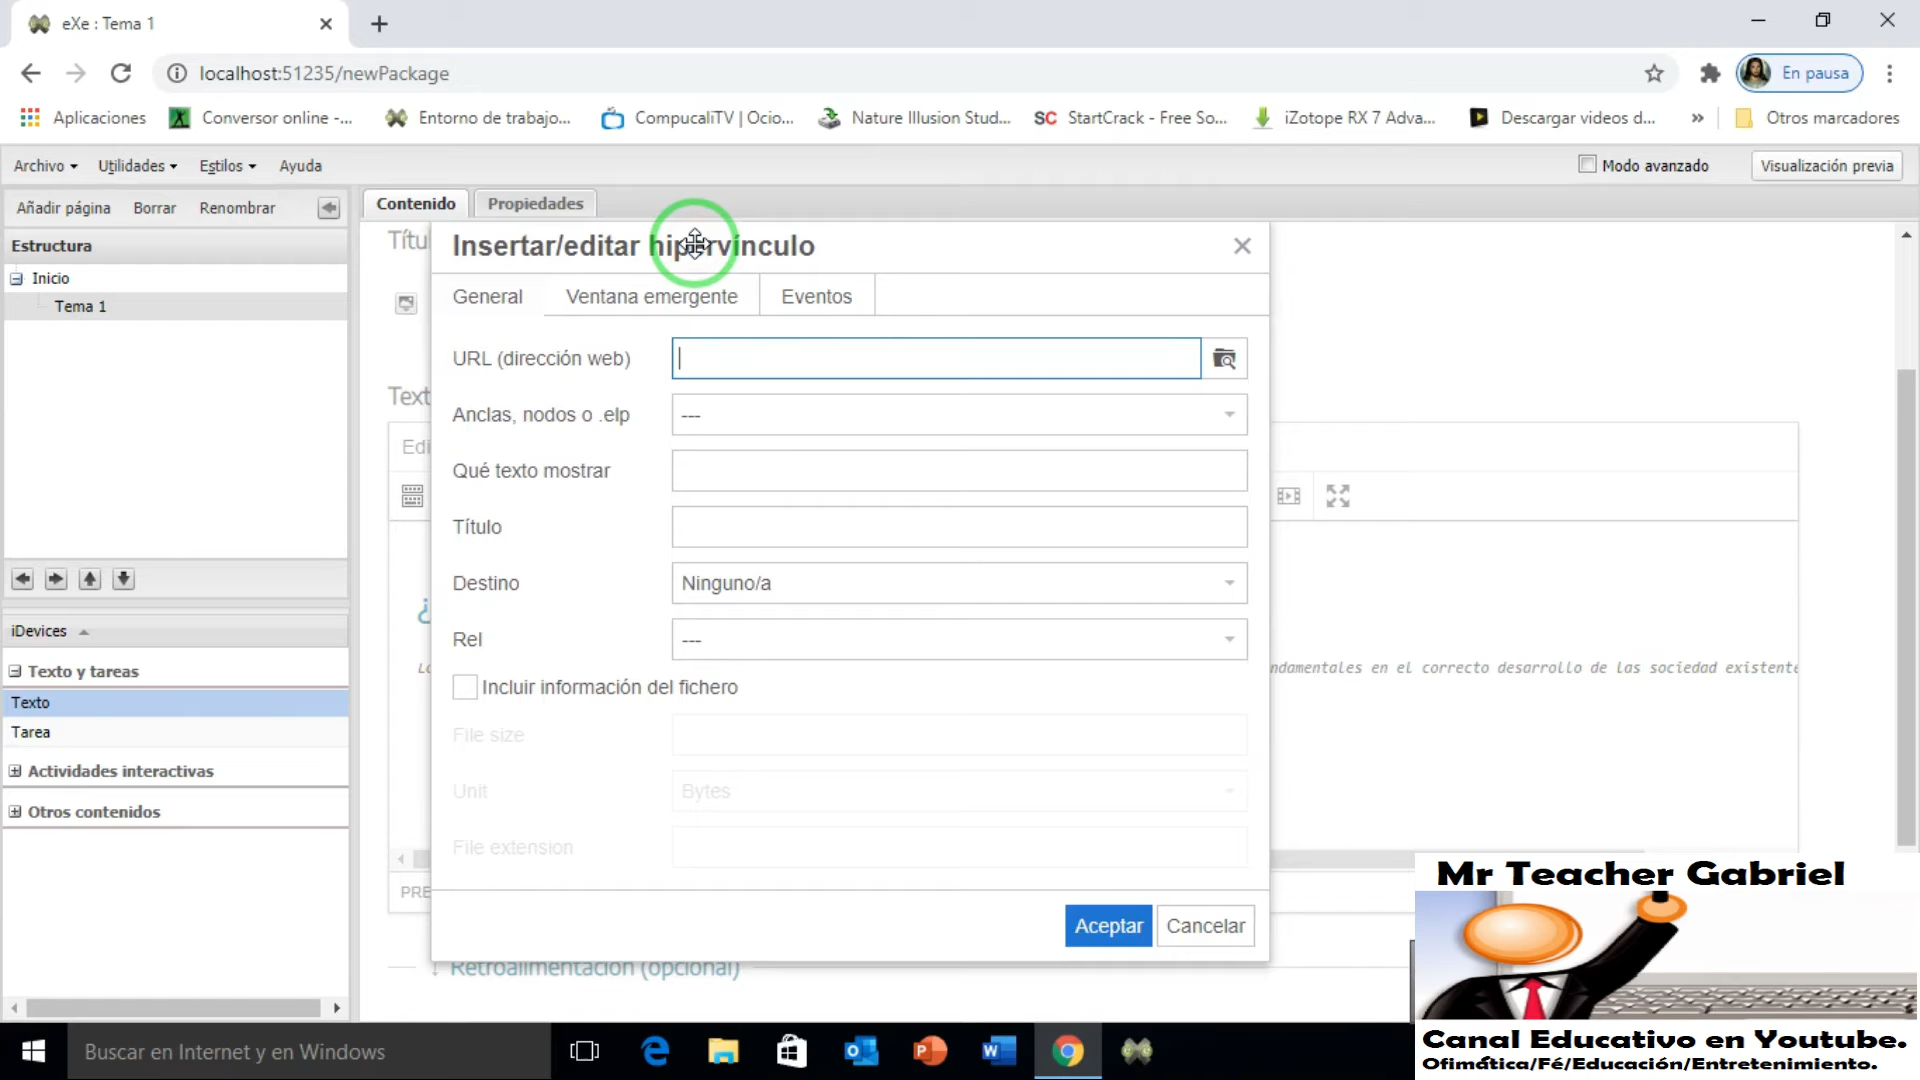 eXe : Tema 1
localhost:51235/newPackage
En pausa
Aplicaciones
Conversor online -...
Entorno de trabajo...
CompucaliTV | Ocio...
Nature Illusion Stud...
SC StartCrack - Free So...
iZotope RX 7 Adva...
Descargar videos d...
»
Otros marcadores
Archivo
Utilidades
Estilos
Ayuda
Modo avanzado
Visualización previa
Añadir página
Borrar
Renombrar
Contenido
Propiedades
Estructura
Inicio
Tema 1
iDevices
Texto y tareas
Texto
Tarea
Actividades interactivas
Otros contenidos
Títu
Text
Edi
¿
Lo
PRE
Insertar/editar hipervínculo
General
Ventana emergente
Eventos
URL (dirección web)
Anclas, nodos o .elp
---
Qué texto mostrar
Título
Destino
Ninguno/a
Rel
---
Incluir información del fichero
File size
Unit
Bytes
File extension
Aceptar
Cancelar
ndamentales en el correcto desarrollo de las sociedad existente
Retroalimentación (opcional)
Mr Teacher Gabriel
Canal Educativo en Youtube.
Ofimática/Fé/Educación/Entretenimiento.
Buscar en Internet y en Windows